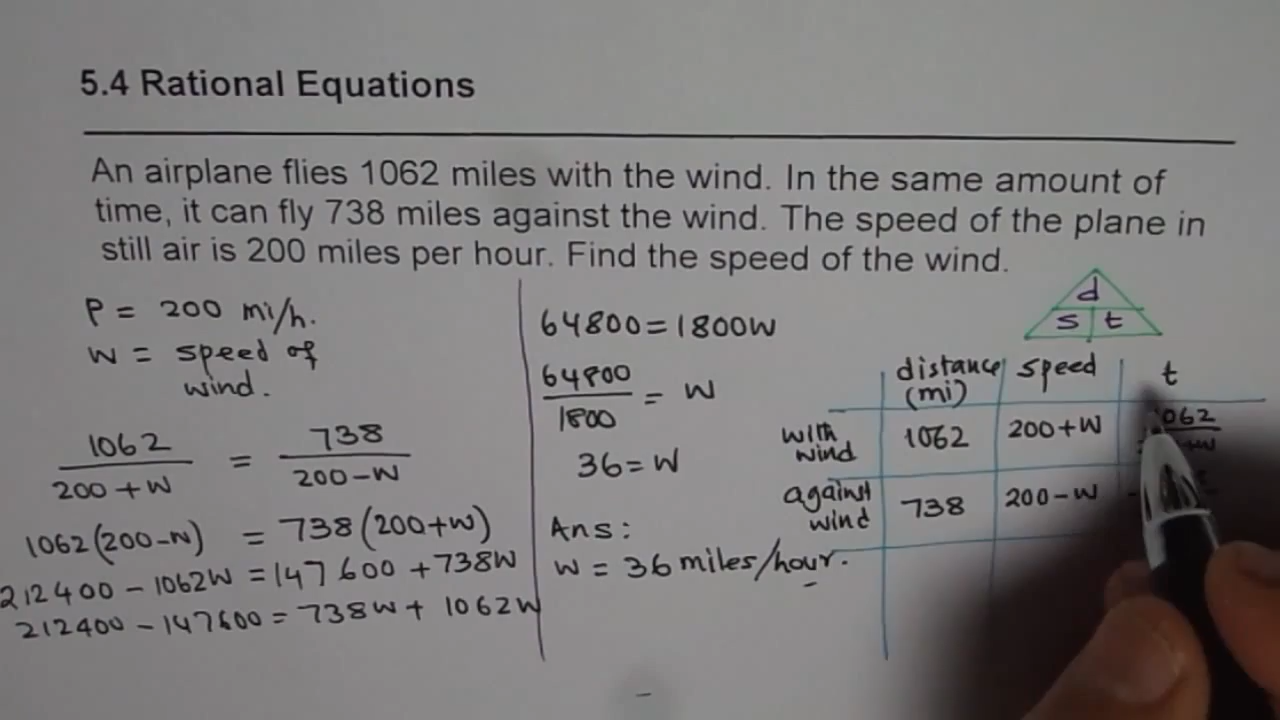 5.4 Rational Equations
An airplane flies 1062 miles with the wind. In the same amount of
time, it can fly 738 miles against the wind. The speed of the plane in
still air is 200 miles per hour. Find the speed of the wind.
P = 200 mi/h.
W = speed of
wind.
1062/200+W = 738/200-W
1062(200-W) = 738(200+W)
212400 - 1062W = 147600 + 738W
212400 - 147600 = 738W + 1062W
64800 = 1800W
64800/1800 = W
36 = W
Ans:
W = 36 miles/hour.
d
s t
distance (mi) speed t
with wind 1062 200+W 1062
against wind 738 200-W